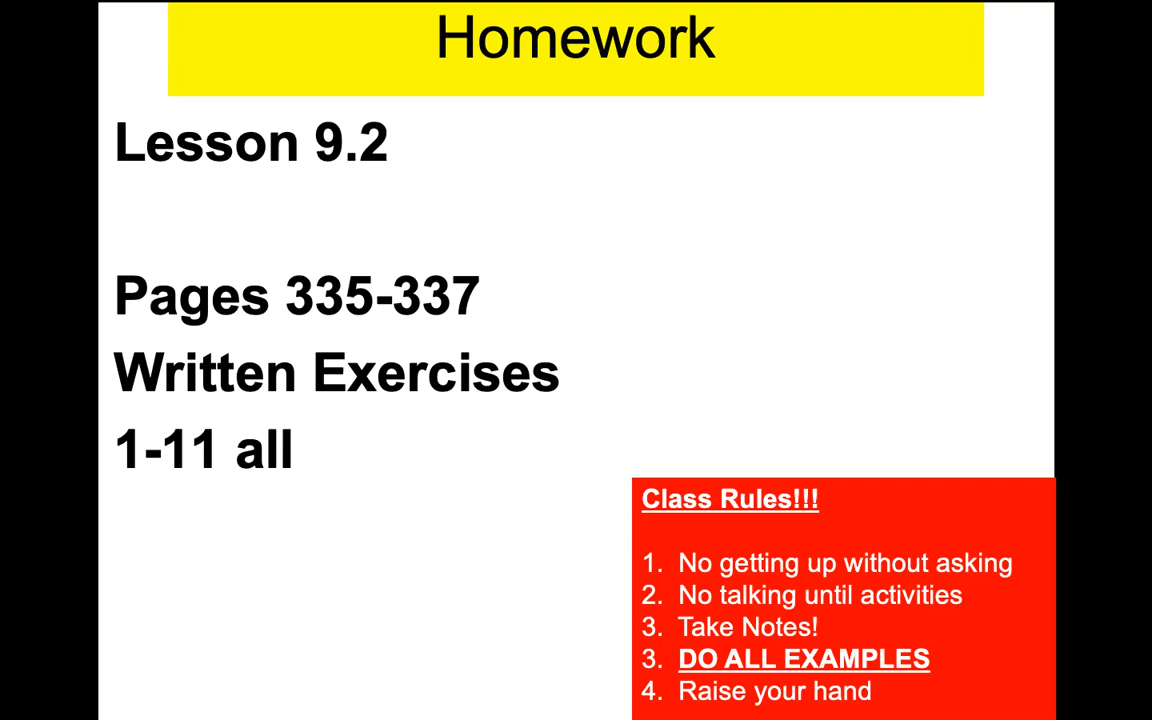 Homework
Lesson 9.2
Pages 335-337
Written Exercises
1-11 all
Class Rules!!!
1. No getting up without asking
2. No talking until activities
3. Take Notes!
3. DO ALL EXAMPLES
4. Raise your hand